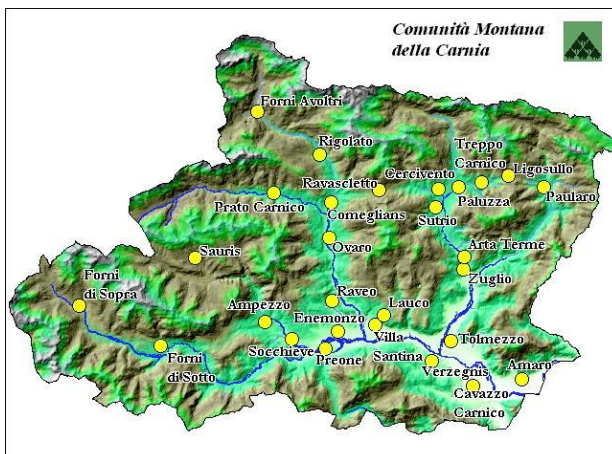 Comunità Montana
della Carnia
Forni Avoltri
Rigolato
Treppo
Carnico
Ligosullo
Cercivento
Ravascletto
Paluzza
Paularo
Prato Carnico
Comeglians
Sutrio
Ovaro
Arta Terme
Sauris
Zuglio
Forni
di Sopra
Raveo
Lauco
Ampezzo
Enemonzo
Villa
Santina
Tolmezzo
Socchieve
Preone
Forni
di Sotto
Verzegnis
Amaro
Cavazzo
Carnico